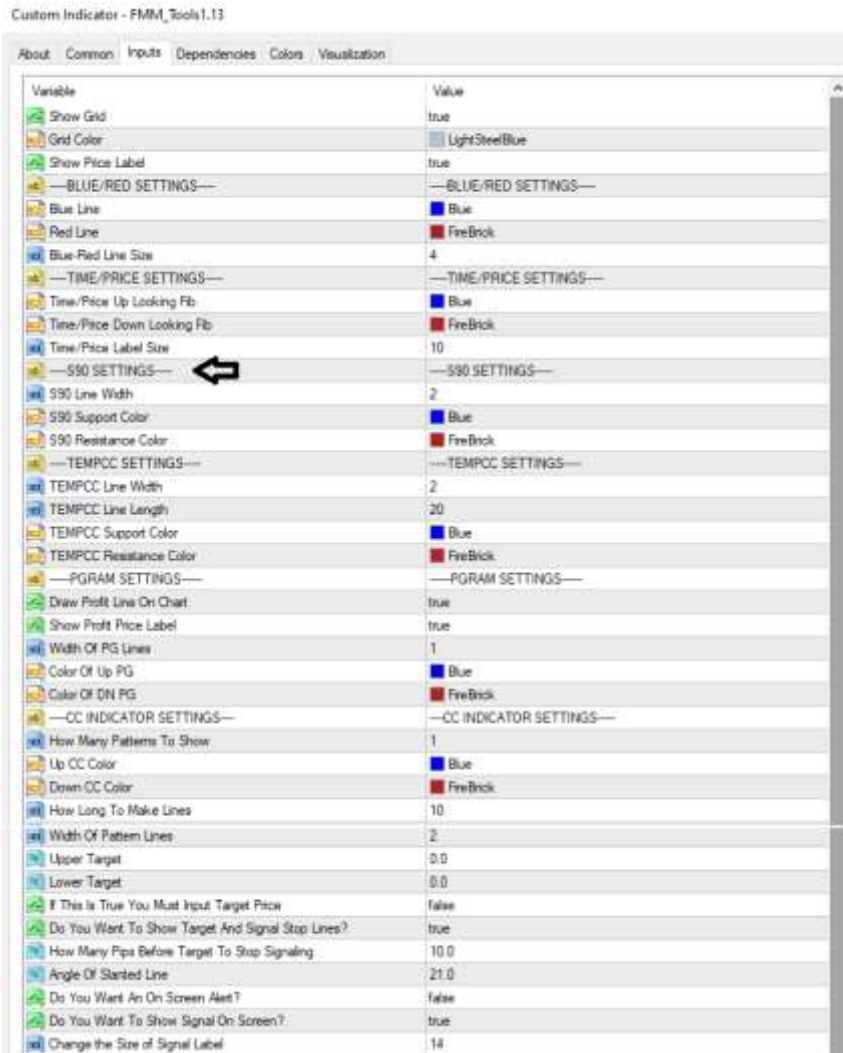 Custom Indicator - FMM_Tools1.13
About Common Inputs Dependencies Colors Visualization
Variable Value
Show Grid true
Grid Color LightSteelBlue
Show Price Label true
----BLUE/RED SETTINGS---- ----BLUE/RED SETTINGS----
Blue Line Blue
Red Line FireBrick
Blue-Red Line Size 4
----TIME/PRICE SETTINGS---- ----TIME/PRICE SETTINGS----
Time/Price Up Looking Fib Blue
Time/Price Down Looking Fib FireBrick
Time/Price Label Size 10
----S90 SETTINGS---- ----S90 SETTINGS----
S90 Line Width 2
S90 Support Color Blue
S90 Resistance Color FireBrick
----TEMPCC SETTINGS---- ----TEMPCC SETTINGS----
TEMPCC Line Width 2
TEMPCC Line Length 20
TEMPCC Support Color Blue
TEMPCC Resistance Color FireBrick
----PGRAM SETTINGS----- ----PGRAM SETTINGS-----
Draw Profit Line On Chart true
Show Profit Price Label true
Width Of PG Lines 1
Color Of Up PG Blue
Color Of DN PG FireBrick
----CC INDICATOR SETTINGS---- ----CC INDICATOR SETTINGS----
How Many Patterns To Show 1
Up CC Color Blue
Down CC Color FireBrick
How Long To Make Lines 10
Width Of Pattern Lines 2
Upper Target 0.0
Lower Target 0.0
If This Is True You Must Input Target Price false
Do You Want To Show Target And Signal Stop Lines? true
How Many Pips Before Target To Stop Signaling 10.0
Angle Of Slanted Line 21.0
Do You Want An On Screen Alert? false
Do You Want To Show Signal On Screen? true
Change the Size of Signal Label 14